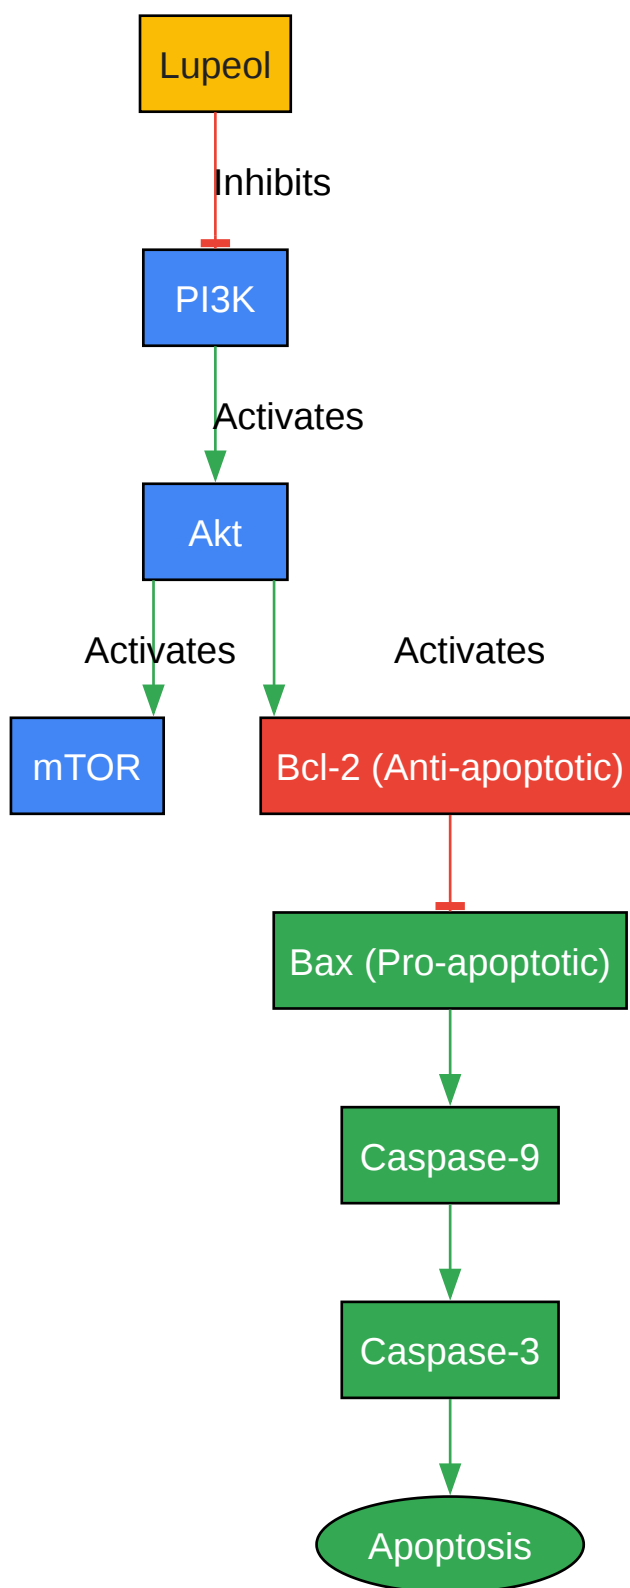 Lupeol
Inhibits
PI3K
Activates
Akt
Activates
Activates
mTOR
Bcl-2 (Anti-apoptotic)
Bax (Pro-apoptotic)
Caspase-9
Caspase-3
Apoptosis